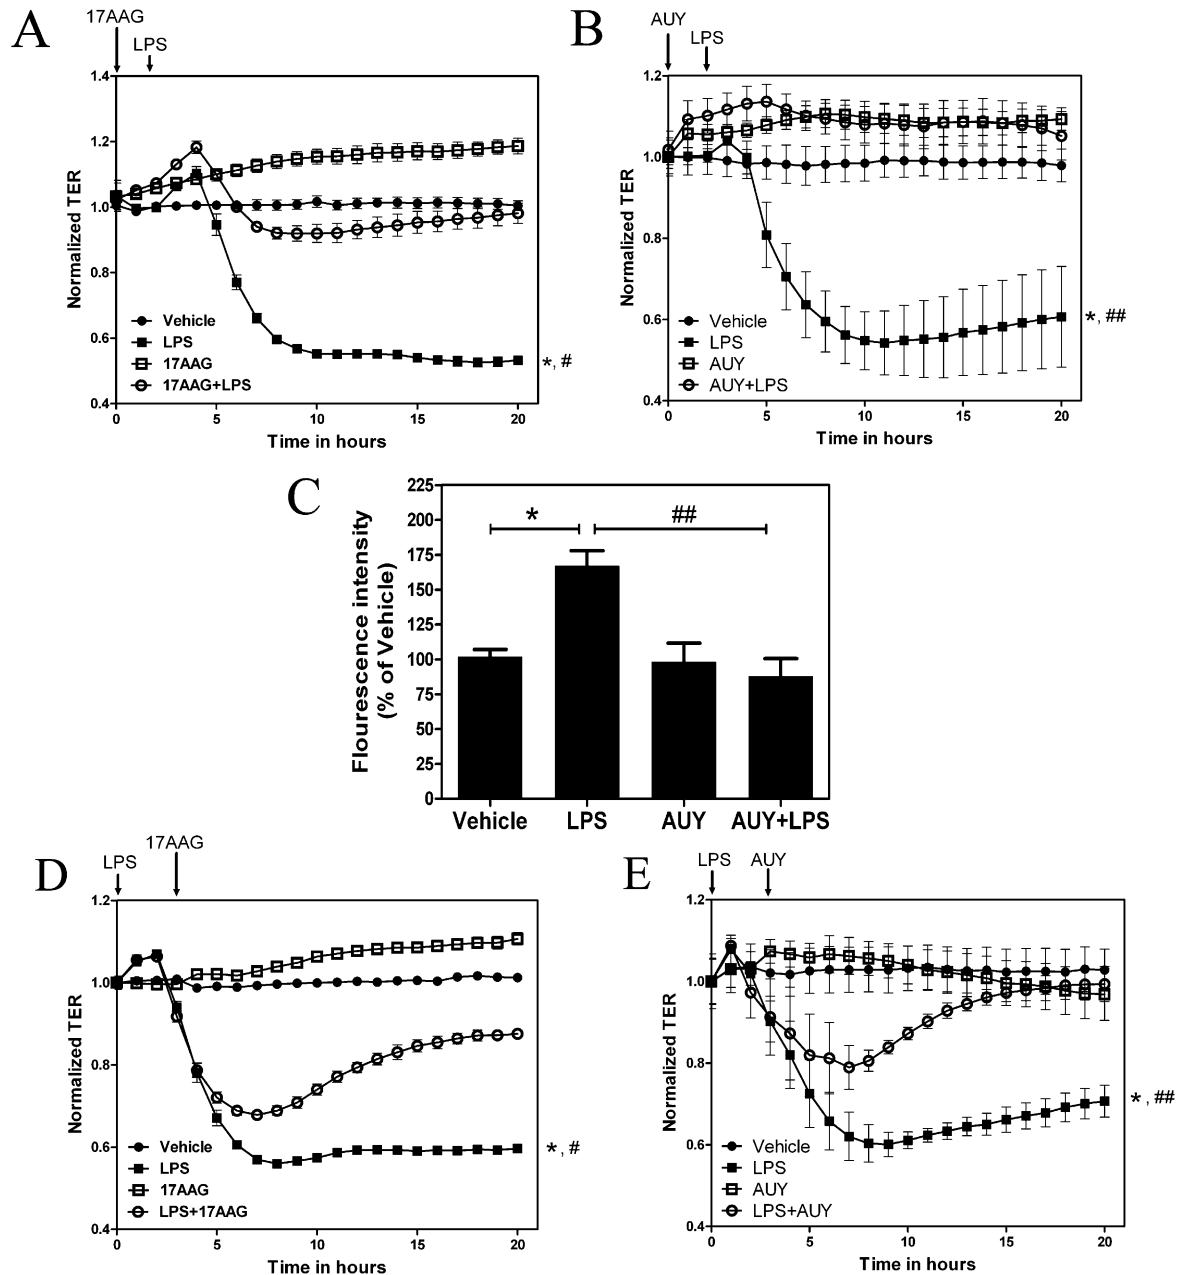 A
17AAG
LPS
1.4
1.2
1.0
0.8
0.6
0.4
Normalized TER
Vehicle
LPS
17AAG
17AAG+LPS
*, #
0 5 10 15 20
Time in hours
B
AUY
LPS
1.2
1.0
0.8
0.6
0.4
Normalized TER
Vehicle
LPS
AUY
AUY+LPS
*, ##
0 5 10 15 20
Time in hours
C
225
200
175
150
125
100
75
50
25
0
Flourescence intensity
(% of Vehicle)
* ##
Vehicle LPS AUY AUY+LPS
D
LPS
17AAG
1.2
1.0
0.8
0.6
0.4
Normalized TER
Vehicle
LPS
17AAG
LPS+17AAG
*, #
0 5 10 15 20
Time in hours
E
LPS AUY
1.2
1.0
0.8
0.6
0.4
Normalized TER
Vehicle
LPS
AUY
LPS+AUY
*, ##
0 5 10 15 20
Time in hours